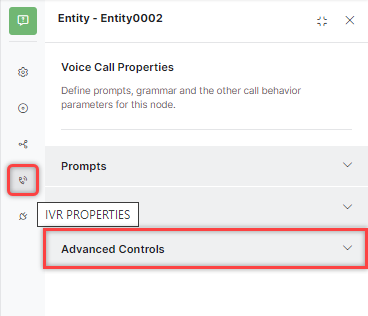 Entity - Entity0002
Voice Call Properties
Define prompts, grammar and the other call behavior
parameters for this node.
Prompts
IVR PROPERTIES
Advanced Controls